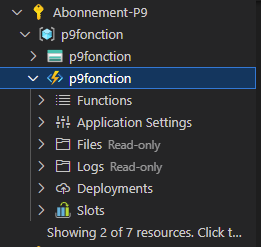 Abonnement-P9
p9fonction
p9fonction
p9fonction
Functions
Application Settings
Files Read-only
Logs Read-only
Deployments
Slots
Showing 2 of 7 resources. Click t...